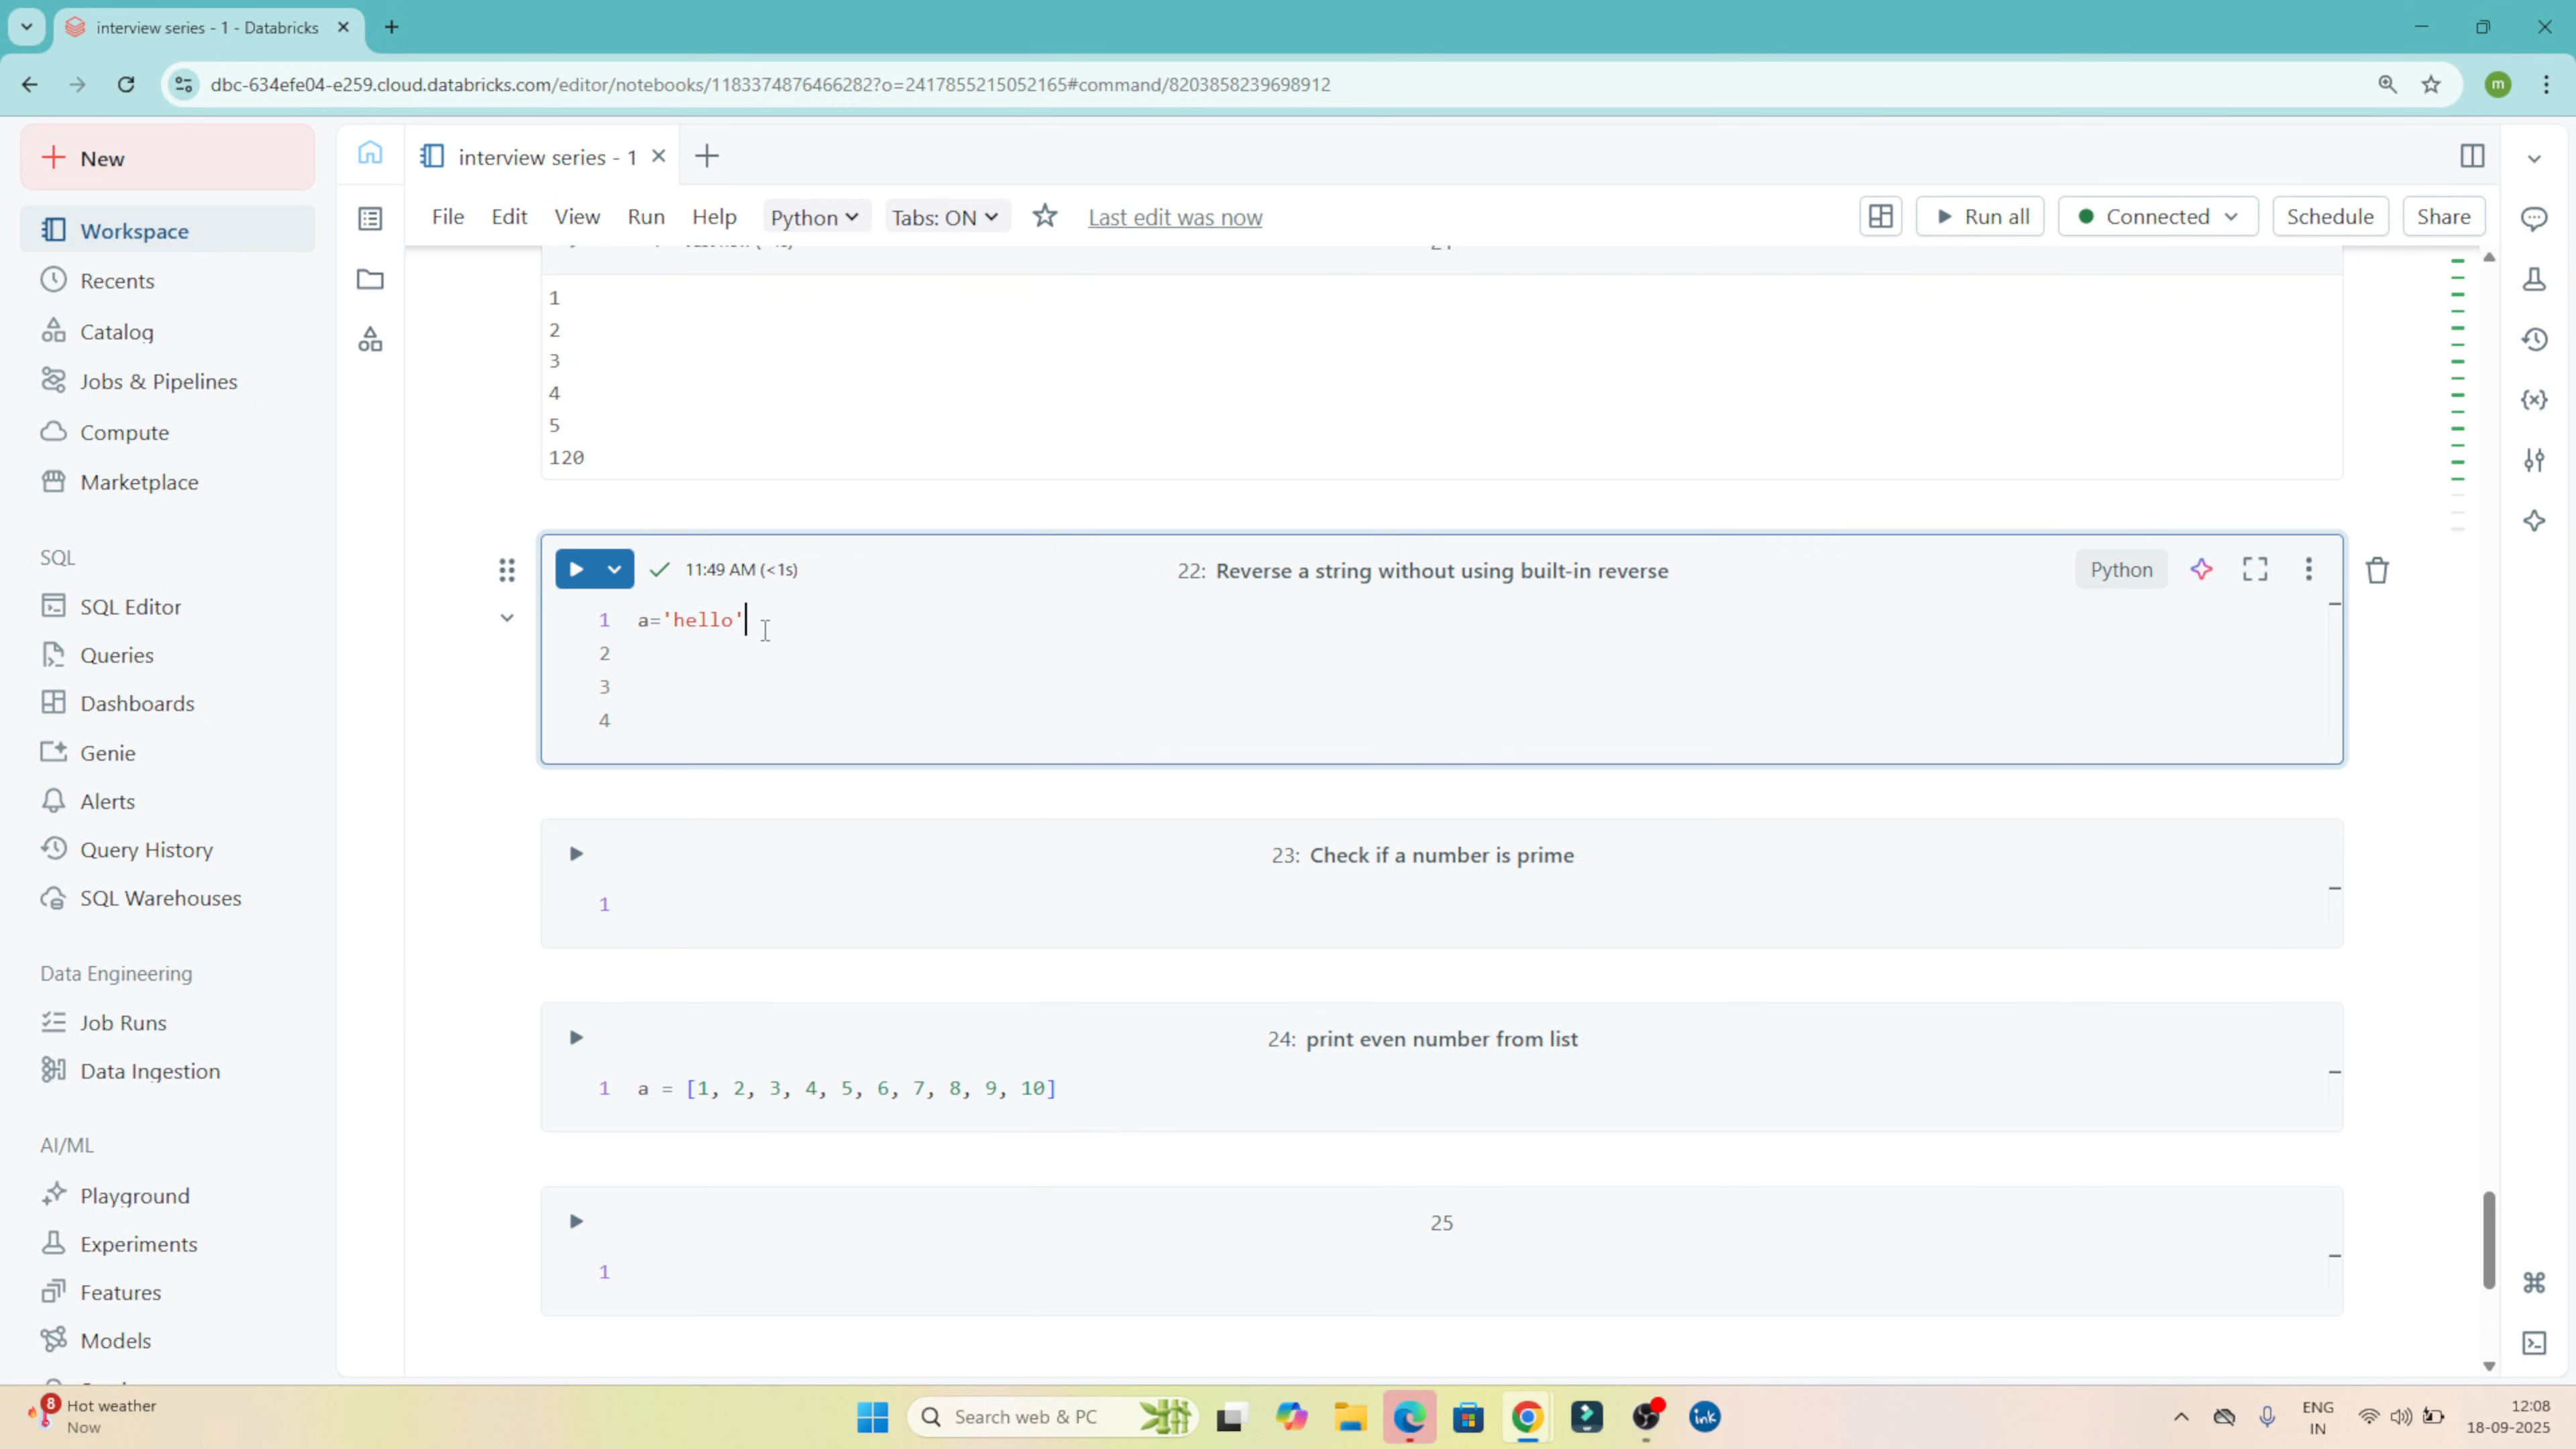 interview series - 1 - Databricks
dbc-634efe04-e259.cloud.databricks.com/editor/notebooks/1183374876466282?o=2417855215052165#command/8203858239698912
m
New
interview series - 1
File Edit View Run Help Python Tabs: ON Last edit was now
Run all Connected Schedule Share
Workspace
Recents
Catalog
Jobs & Pipelines
Compute
Marketplace
SQL
SQL Editor
Queries
Dashboards
Genie
Alerts
Query History
SQL Warehouses
Data Engineering
Job Runs
Data Ingestion
AI/ML
Playground
Experiments
Features
Models
1
2
3
4
5
120
11:49 AM (<1s)
22: Reverse a string without using built-in reverse
Python
1 a='hello'
2
3
4
23: Check if a number is prime
1
24: print even number from list
1 a = [1, 2, 3, 4, 5, 6, 7, 8, 9, 10]
25
1
8
Hot weather
Now
Search web & PC
ink
ENG
IN
12:08
18-09-2025